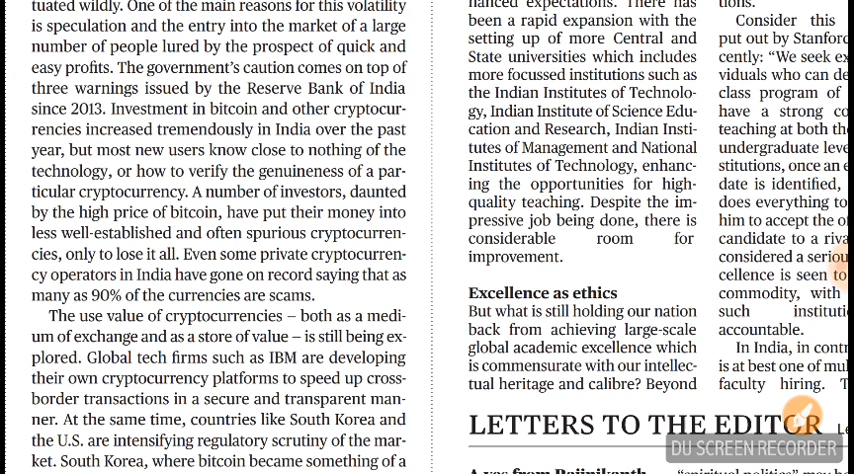 tuated wildly. One of the main reasons for this volatility
is speculation and the entry into the market of a large
number of people lured by the prospect of quick and
easy profits. The government's caution comes on top of
three warnings issued by the Reserve Bank of India
since 2013. Investment in bitcoin and other cryptocur-
rencies increased tremendously in India over the past
year, but most new users know close to nothing of the
technology, or how to verify the genuineness of a par-
ticular cryptocurrency. A number of investors, daunted
by the high price of bitcoin, have put their money into
less well-established and often spurious cryptocurren-
cies, only to lose it all. Even some private cryptocurren-
cy operators in India have gone on record saying that as
many as 90% of the currencies are scams.
The use value of cryptocurrencies – both as a medi-
um of exchange and as a store of value – is still being ex-
plored. Global tech firms such as IBM are developing
their own cryptocurrency platforms to speed up cross-
border transactions in a secure and transparent man-
ner. At the same time, countries like South Korea and
the U.S. are intensifying regulatory scrutiny of the mar-
ket. South Korea, where bitcoin became something of a
hanced expectations. There has
been a rapid expansion with the
setting up of more Central and
State universities which includes
more focussed institutions such as
the Indian Institutes of Technolo-
gy, Indian Institute of Science Edu-
cation and Research, Indian Insti-
tutes of Management and National
Institutes of Technology, enhanc-
ing the opportunities for high-
quality teaching. Despite the im-
pressive job being done, there is
considerable room for
improvement.
Excellence as ethics
But what is still holding our nation
back from achieving large-scale
global academic excellence which
is commensurate with our intellec-
tual heritage and calibre? Beyond
tions.
Consider this
put out by Stanford
cently: "We seek ex
viduals who can de
class program of
have a strong co
teaching at both th
undergraduate leve
stitutions, once an e
date is identified,
does everything to
him to accept the o
candidate to a riva
considered a seriou
cellence is seen to
commodity, with
such instituti
accountable.
In India, in contr
is at best one of mul
faculty hiring. T
LETTERS TO THE EDITOR Le
DU SCREEN RECORDER
A yes from Rajinikanth
"spiritual politics" may be